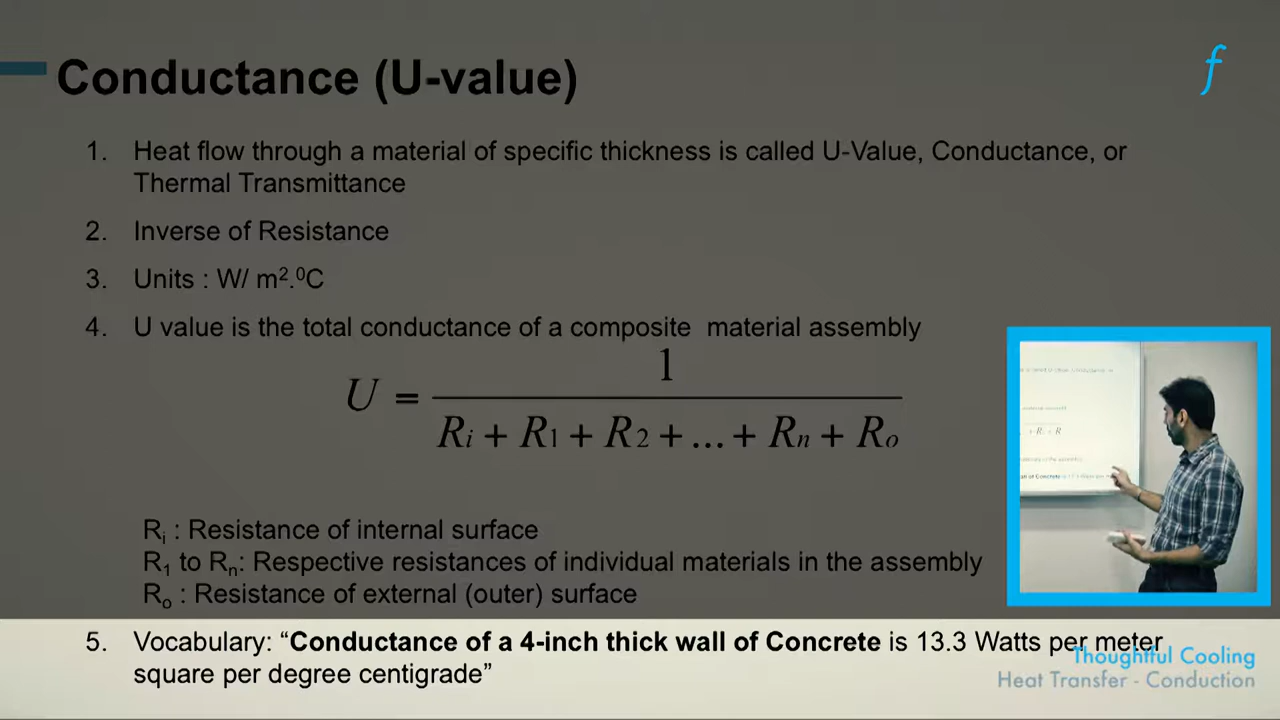 Conductance (U-value)
f
1. Heat flow through a material of specific thickness is called U-Value, Conductance, or
Thermal Transmittance
2. Inverse of Resistance
3. Units : W/ m².⁰C
4. U value is the total conductance of a composite material assembly
U = 1 / (Rᵢ + R₁ + R₂ + ... + Rₙ + Rₒ)
Rᵢ : Resistance of internal surface
R₁ to Rₙ: Respective resistances of individual materials in the assembly
Rₒ : Resistance of external (outer) surface
5. Vocabulary: “Conductance of a 4-inch thick wall of Concrete is 13.3 Watts per meter
square per degree centigrade”
Thoughtful Cooling
Heat Transfer - Conduction